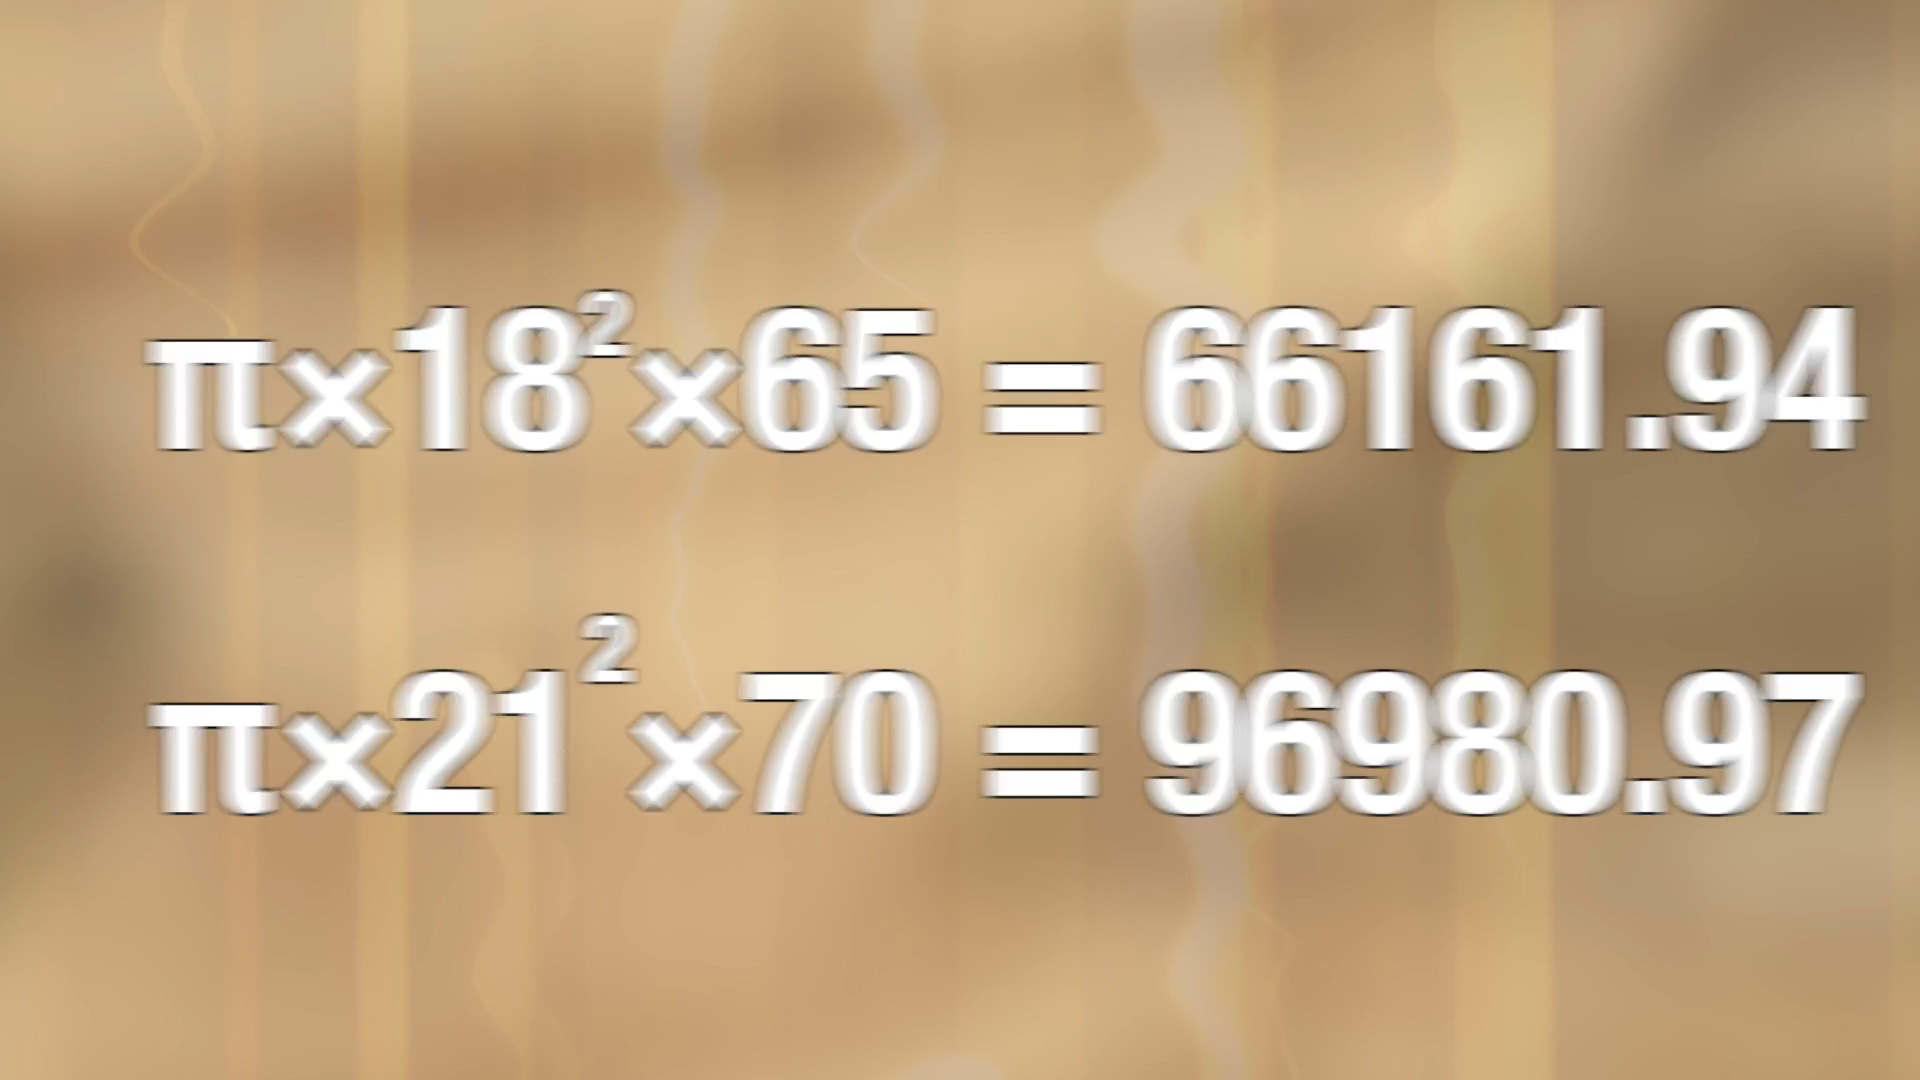 π×18²×65 = 66161.94
π×21²×70 = 96980.97